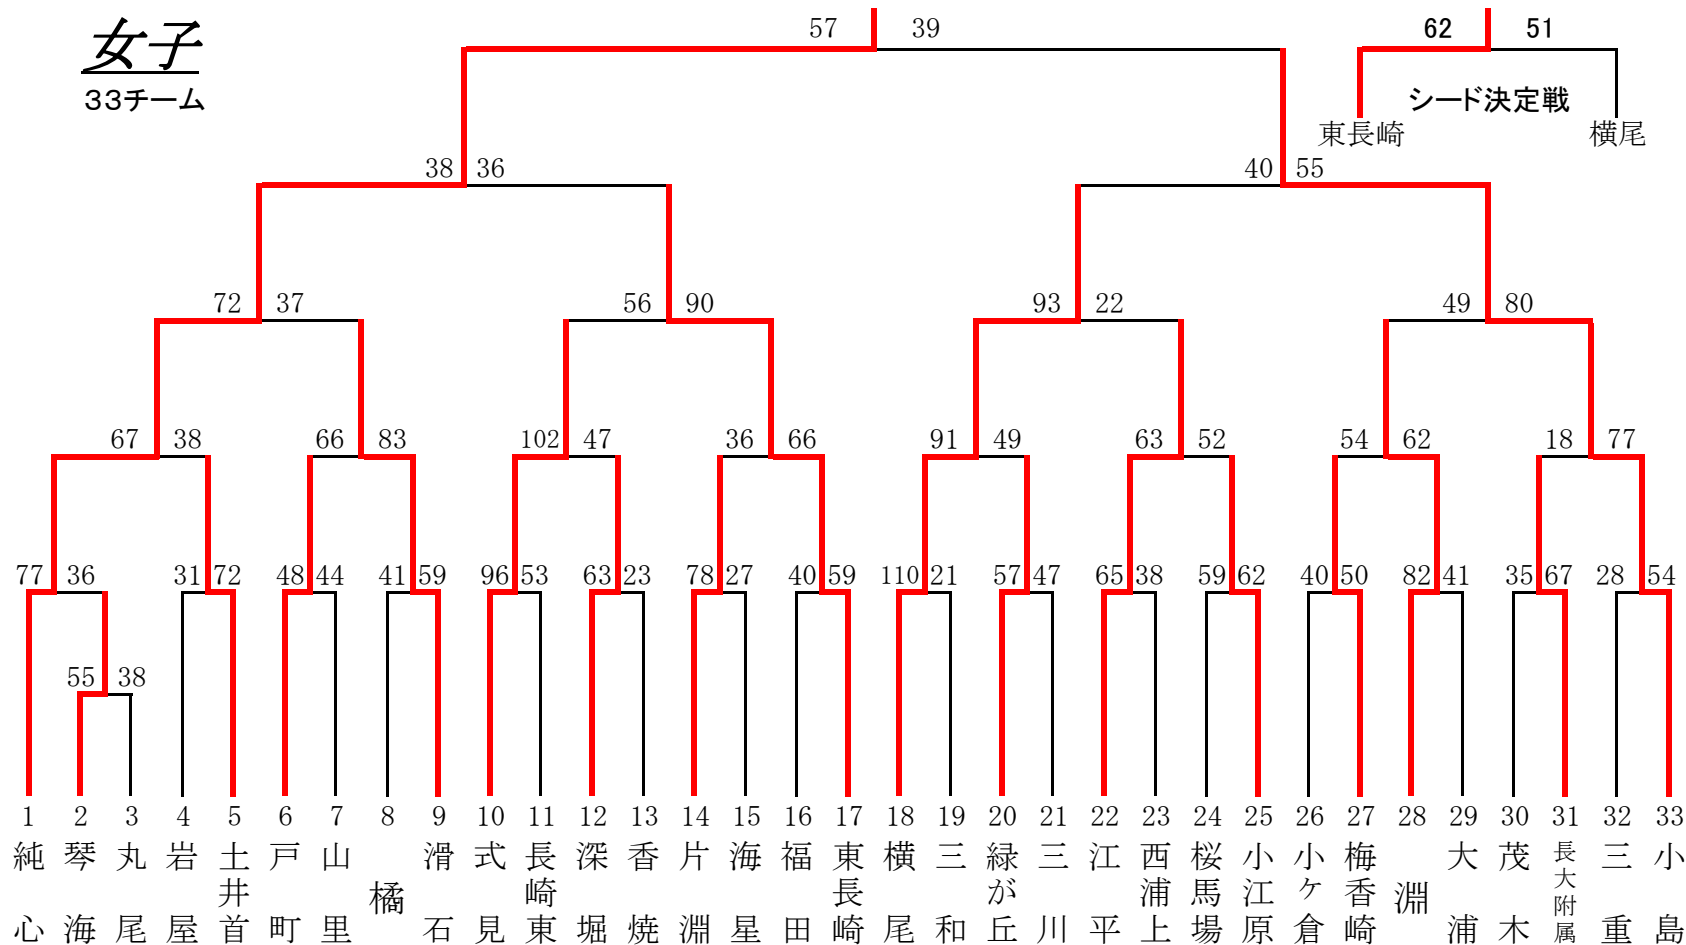 女子
33チーム
57 39
62 51
シード決定戦
東長崎 横尾
38 36 40 55
72 37 56 90 93 22 49 80
67 38 66 83 102 47 36 66 91 49 63 52 54 62 18 77
77 36 31 72 48 44 41 59 96 53 63 23 78 27 40 59 110 21 57 47 65 38 59 62 40 50 82 41 35 67 28 54
55 38
1 2 3 4 5 6 7 8 9 10 11 12 13 14 15 16 17 18 19 20 21 22 23 24 25 26 27 28 29 30 31 32 33
純心
琴海
丸尾
岩屋
土井首
戸町
山里
橘
滑石
式見
長崎東
深堀
香焼
片淵
海星
福田
東長崎
横尾
三和
緑が丘
三川
江平
西浦上
桜馬場
小江原
小ケ倉
梅香崎
淵
大浦
茂木
長大附属
三重
小島